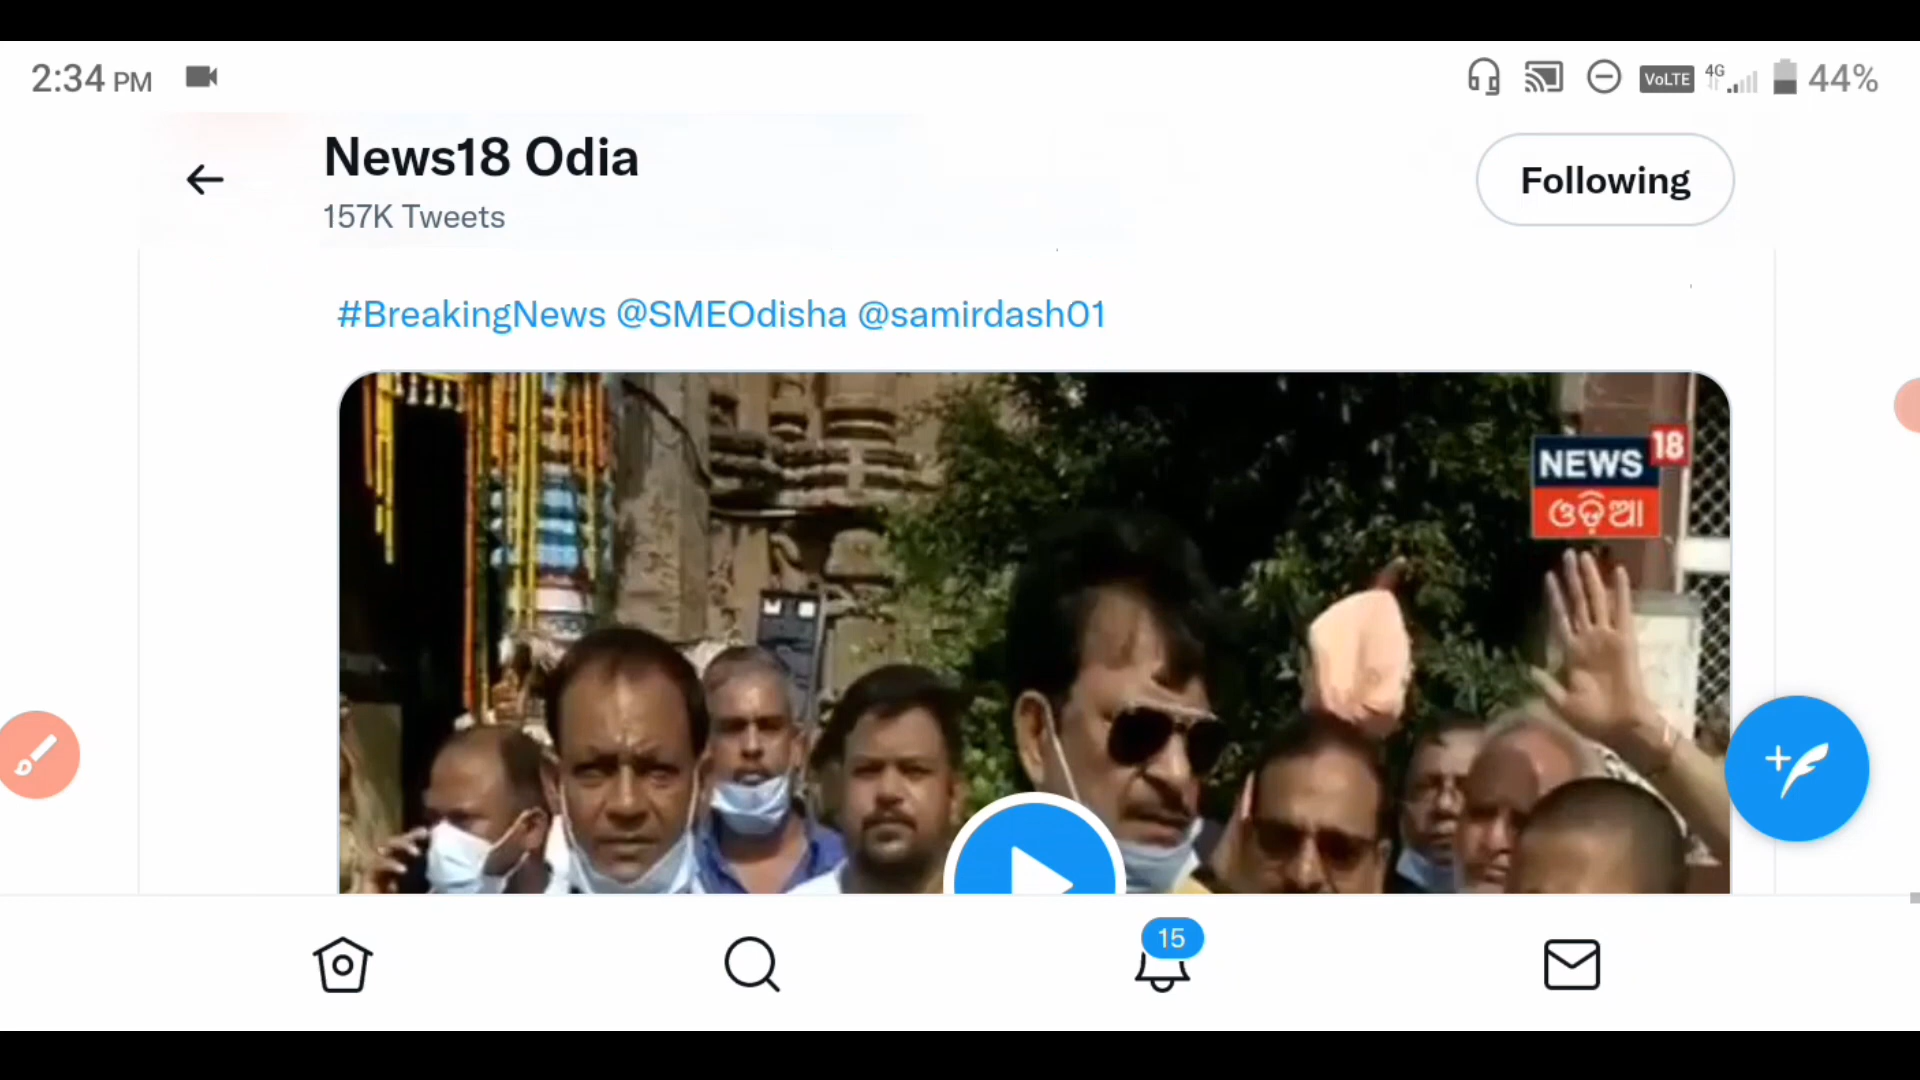 2:34 PM
VoLTE 4G 44%
News18 Odia
157K Tweets
Following
#BreakingNews @SMEOdisha @samirdash01
NEWS 18
ଓଡ଼ିଆ
15